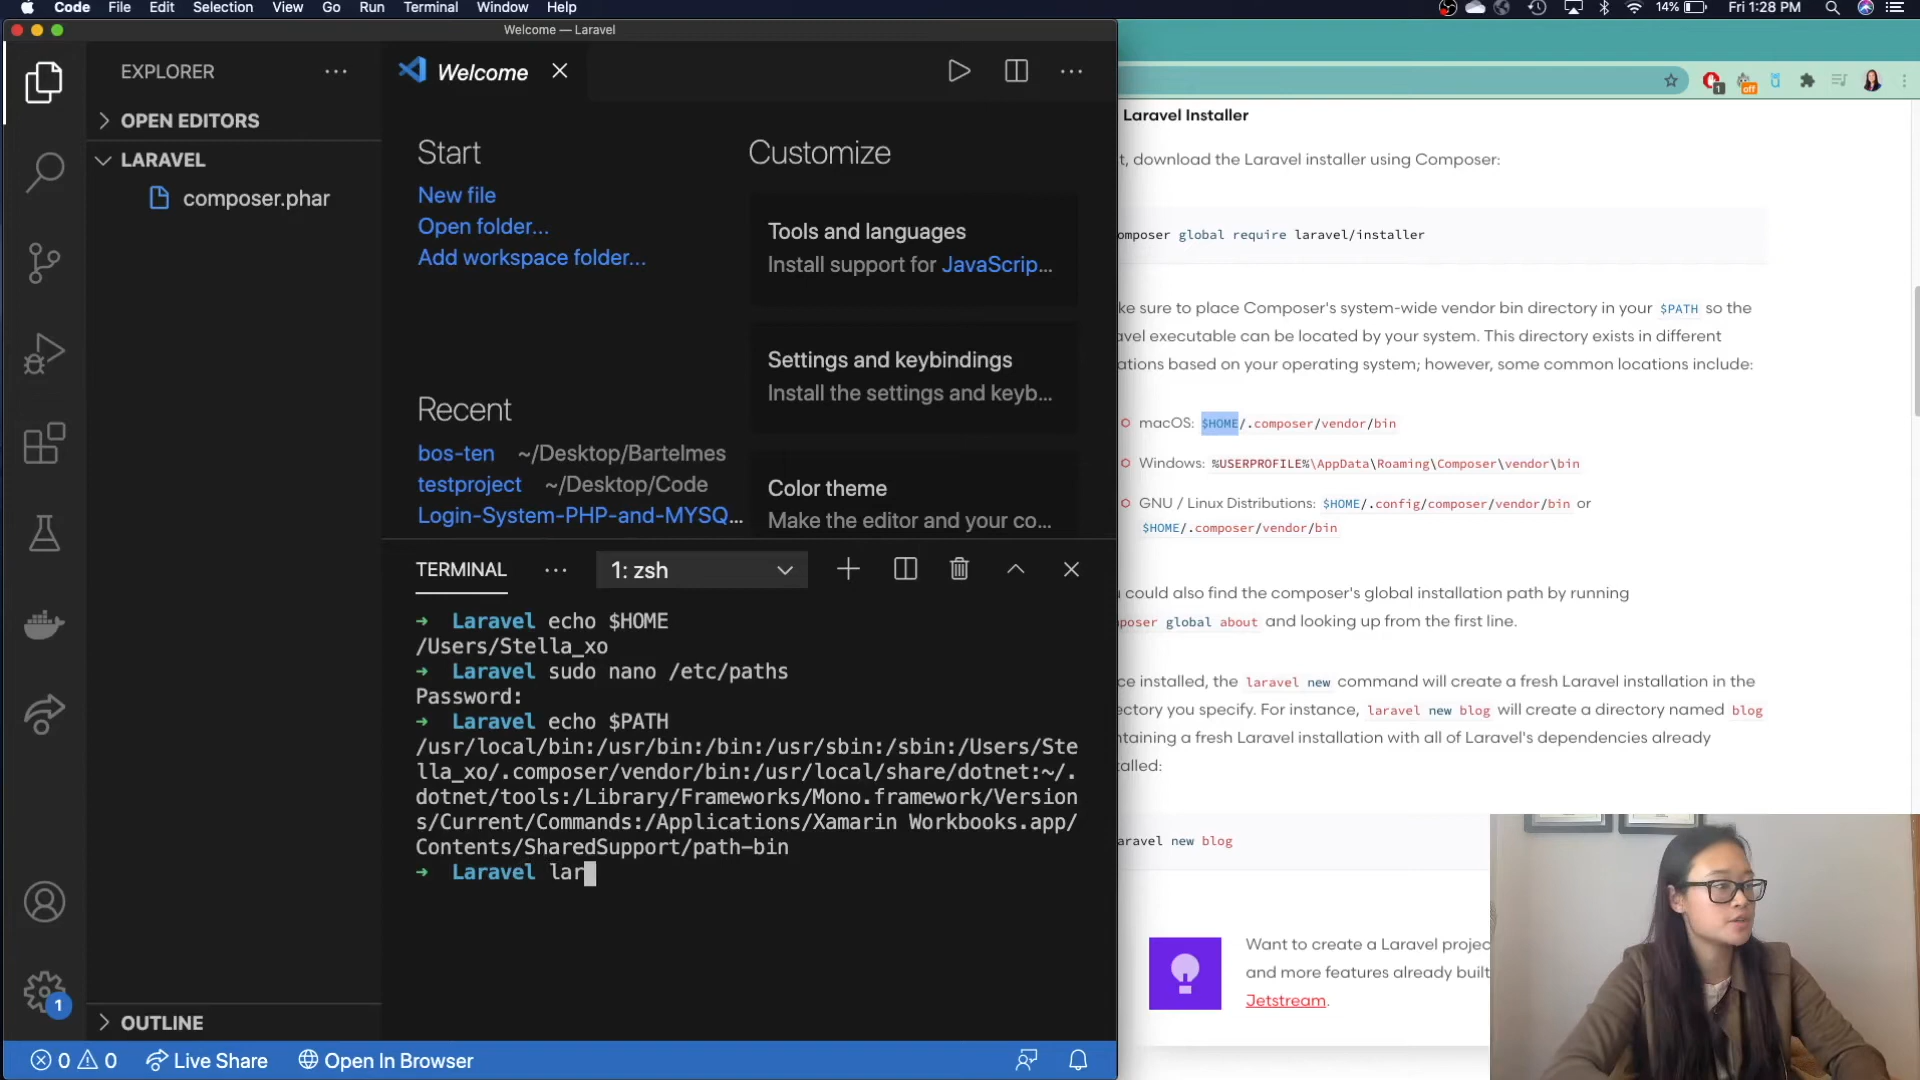 Code File Edit Selection View Go Run Terminal Window Help
14% Fri 1:28 PM
Welcome — Laravel
EXPLORER
OPEN EDITORS
LARAVEL
composer.phar
OUTLINE
Welcome
Start
New file
Open folder...
Add workspace folder...
Recent
bos-ten ~/Desktop/Bartelmes
testproject ~/Desktop/Code
Login-System-PHP-and-MYSQ...
Customize
Tools and languages
Install support for JavaScrip...
Settings and keybindings
Install the settings and keyb...
Color theme
Make the editor and your co...
TERMINAL
1: zsh
➜ Laravel echo $HOME
/Users/Stella_xo
➜ Laravel sudo nano /etc/paths
Password:
➜ Laravel echo $PATH
/usr/local/bin:/usr/bin:/bin:/usr/sbin:/sbin:/Users/Ste
lla_xo/.composer/vendor/bin:/usr/local/share/dotnet:~/.
dotnet/tools:/Library/Frameworks/Mono.framework/Version
s/Current/Commands:/Applications/Xamarin Workbooks.app/
Contents/SharedSupport/path-bin
➜ Laravel lar
1
0 0 Live Share Open In Browser
1
off
Laravel Installer
t, download the Laravel installer using Composer:
omposer global require laravel/installer
ke sure to place Composer's system-wide vendor bin directory in your $PATH so the
avel executable can be located by your system. This directory exists in different
ations based on your operating system; however, some common locations include:
macOS: $HOME/.composer/vendor/bin
Windows: %USERPROFILE%\AppData\Roaming\Composer\vendor\bin
GNU / Linux Distributions: $HOME/.config/composer/vendor/bin or
$HOME/.composer/vendor/bin
could also find the composer's global installation path by running
poser global about and looking up from the first line.
ce installed, the laravel new command will create a fresh Laravel installation in the
ectory you specify. For instance, laravel new blog will create a directory named blog
ntaining a fresh Laravel installation with all of Laravel's dependencies already
talled:
aravel new blog
Want to create a Laravel projec
and more features already built
Jetstream.